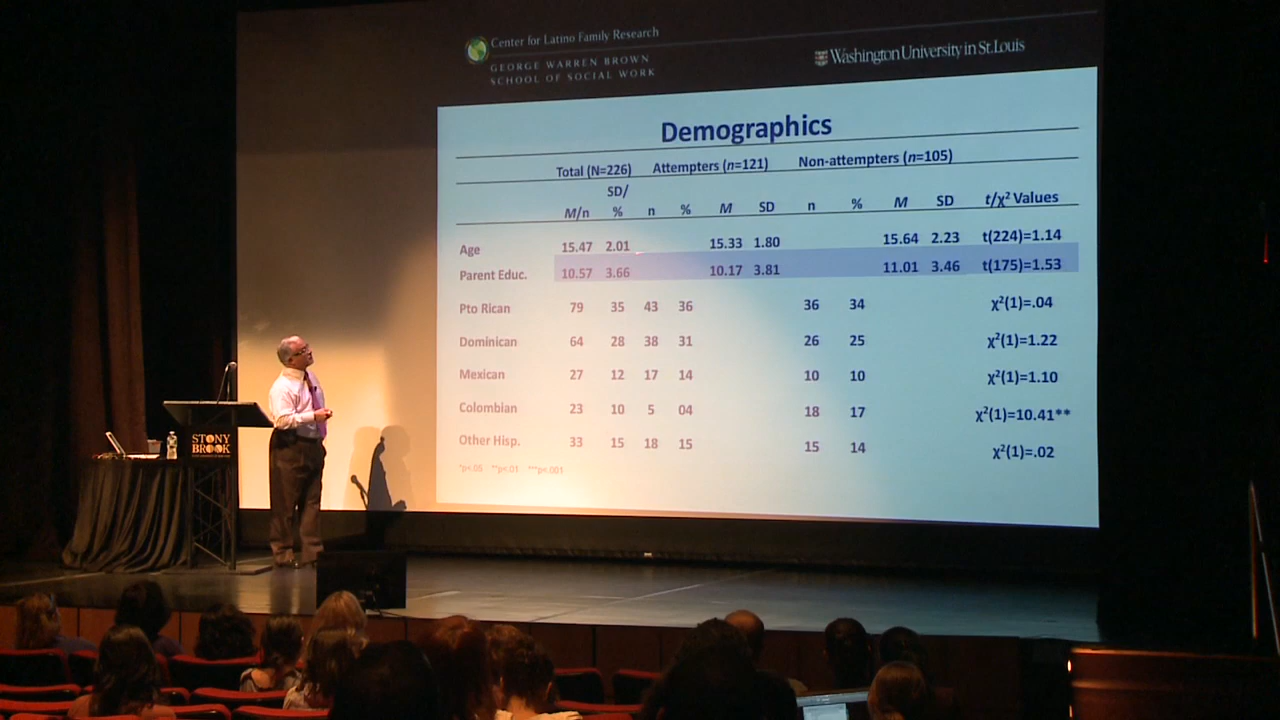 Center for Latino Family Research
GEORGE WARREN BROWN
SCHOOL OF SOCIAL WORK
Washington University in St. Louis
Demographics
Total (N=226) Attempters (n=121) Non-attempters (n=105)
SD/
M/n % n % M SD n % M SD t/χ² Values
Age 15.47 2.01 15.33 1.80 15.64 2.23 t(224)=1.14
Parent Educ. 10.57 3.66 10.17 3.81 11.01 3.46 t(175)=1.53
Pto Rican 79 35 43 36 36 34 χ²(1)=.04
Dominican 64 28 38 31 26 25 χ²(1)=1.22
Mexican 27 12 17 14 10 10 χ²(1)=1.10
Colombian 23 10 5 04 18 17 χ²(1)=10.41**
Other Hisp. 33 15 18 15 15 14 χ²(1)=.02
*p<.05 **p<.01 ***p<.001
STONY
BROOK